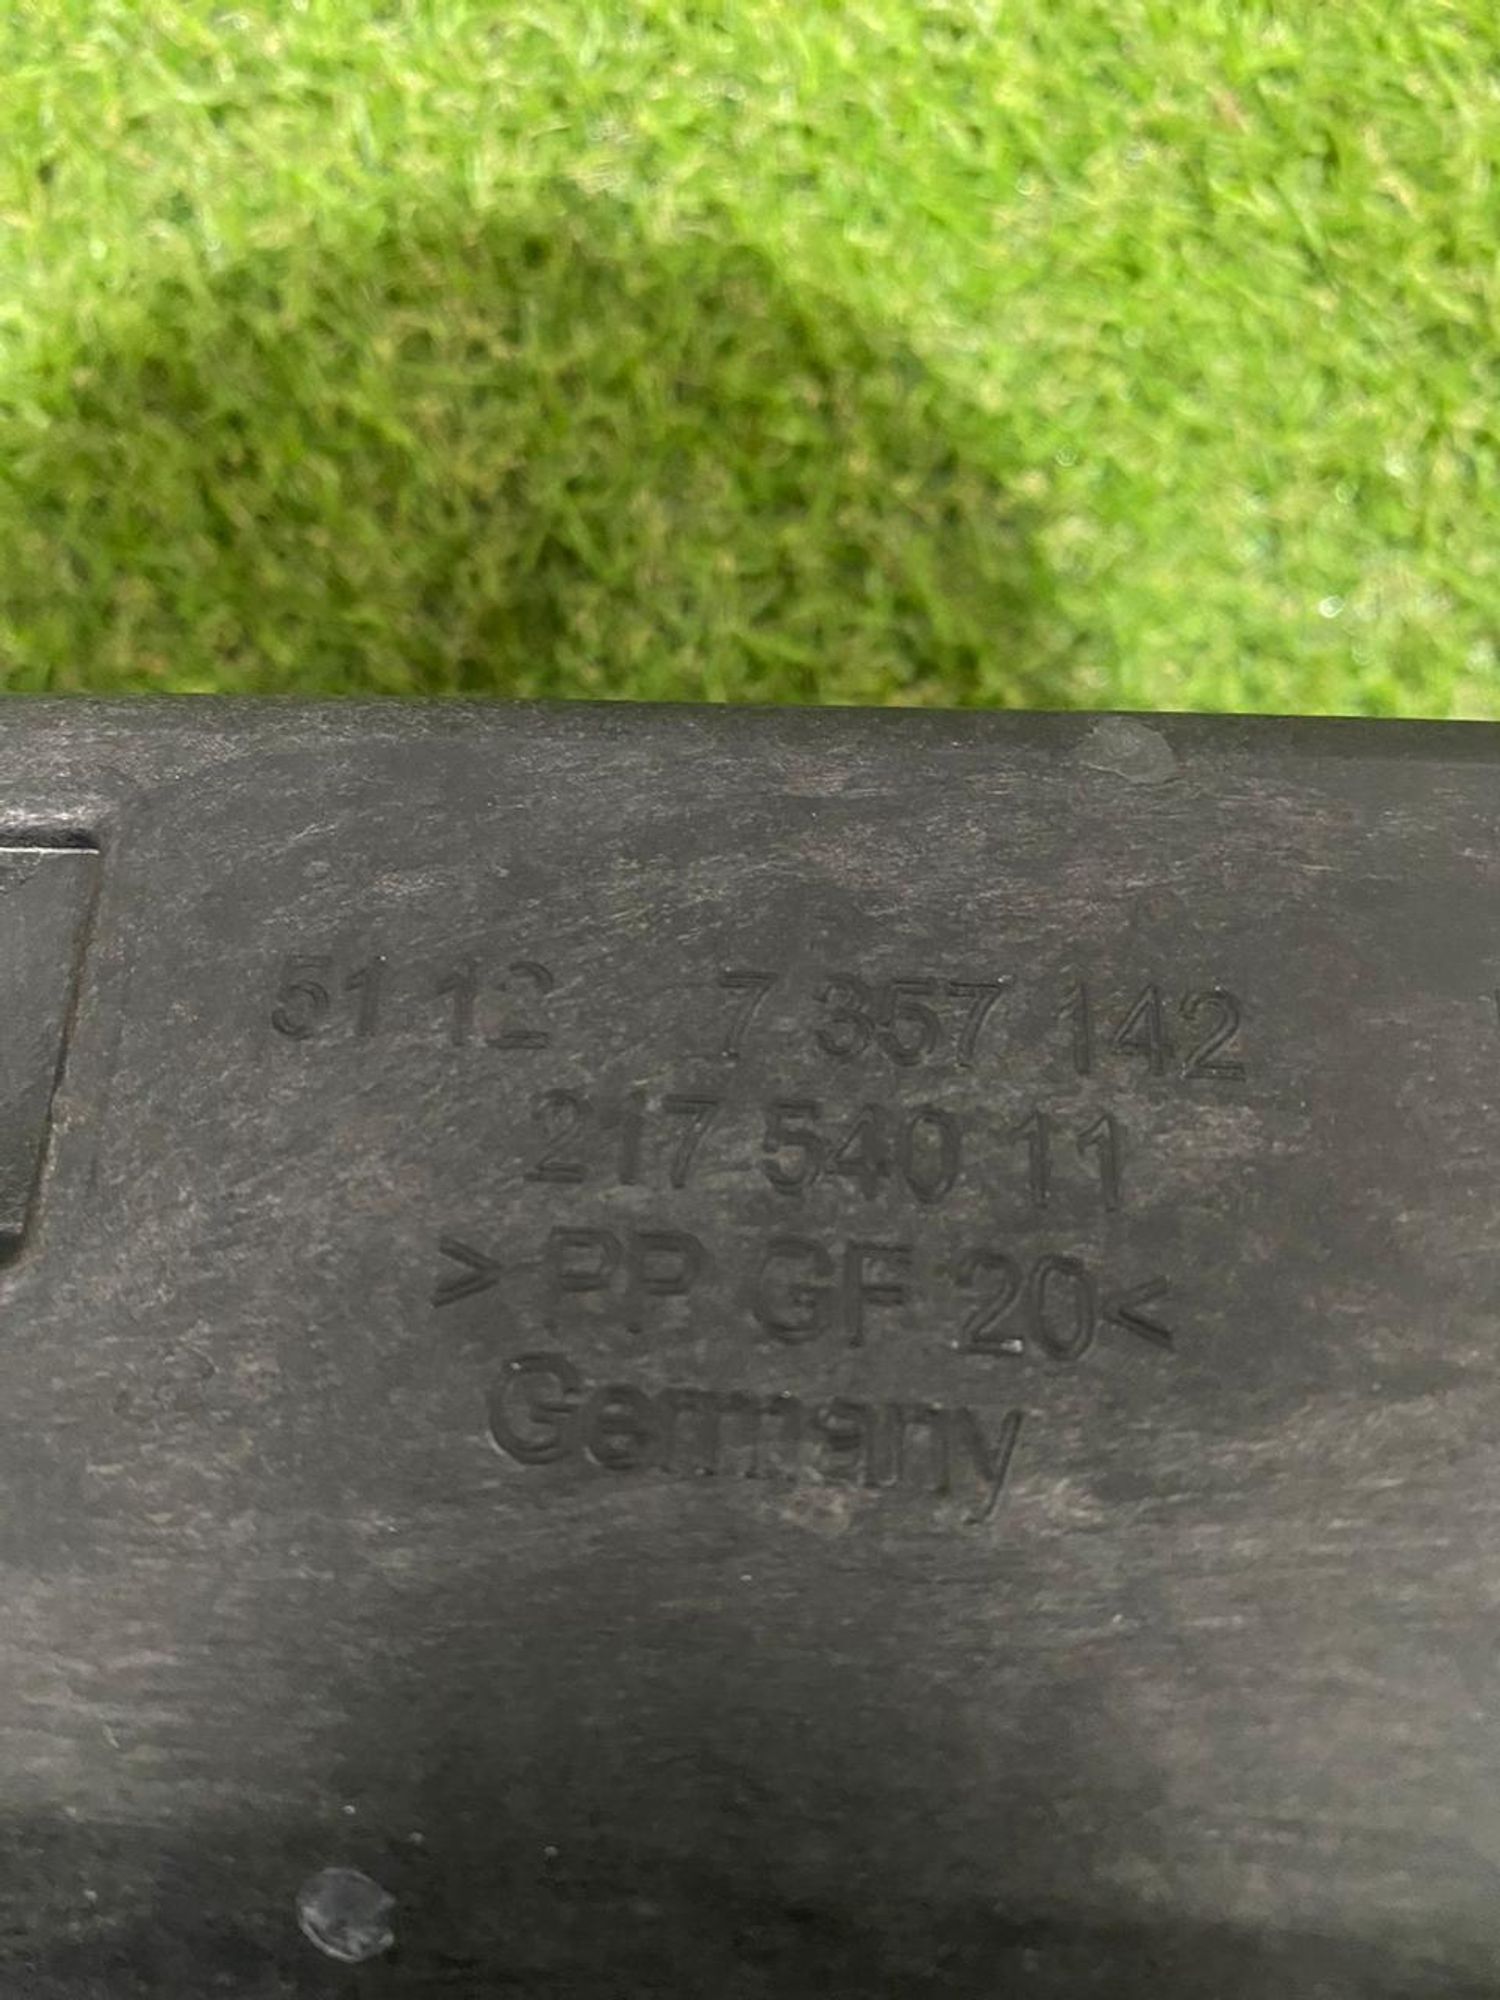 51 12 7 357 142
217 540 11
> PP GF 20<
Germany